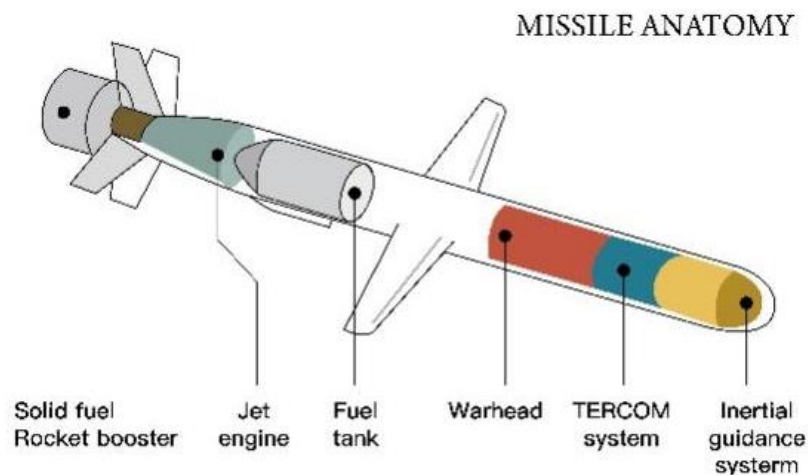 MISSILE ANATOMY
Solid fuel
Rocket booster
Jet
engine
Fuel
tank
Warhead
TERCOM
system
Inertial
guidance
systerm